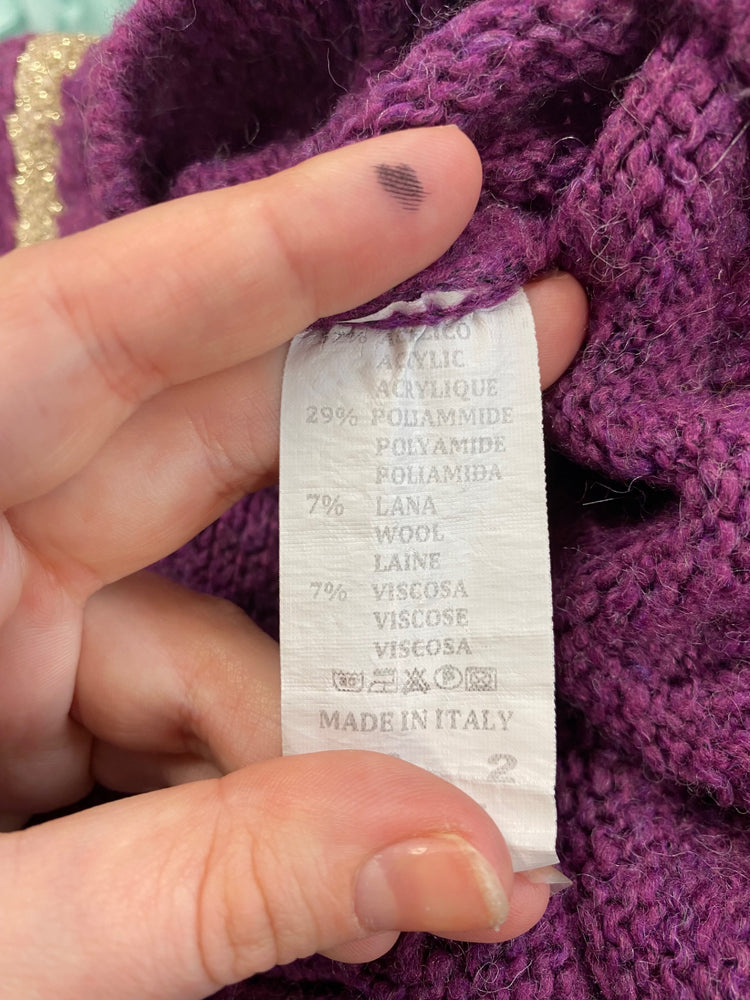 ACRYLIC
ACRYLIQUE
29% POLIAMMIDE
POLYAMIDE
POLIAMIDA
7% LANA
WOOL
LAINE
7% VISCOSA
VISCOSE
VISCOSA
MADE IN ITALY
2